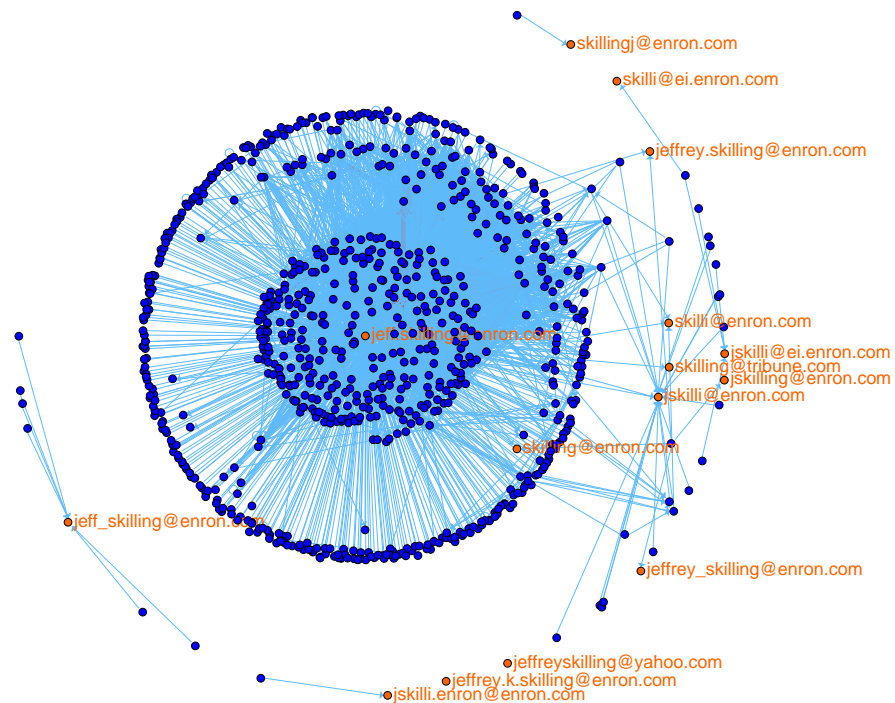 skillingj@enron.com
skilli@ei.enron.com
jeffrey.skilling@enron.com
skilli@enron.com
jeff.skilling@enron.com
jskilli@ei.enron.com
skilling@tribune.com
jskilling@enron.com
jskilli@enron.com
skilling@enron.com
jeff_skilling@enron.com
jeffrey_skilling@enron.com
jeffreyskilling@yahoo.com
jeffrey.k.skilling@enron.com
jskilli.enron@enron.com